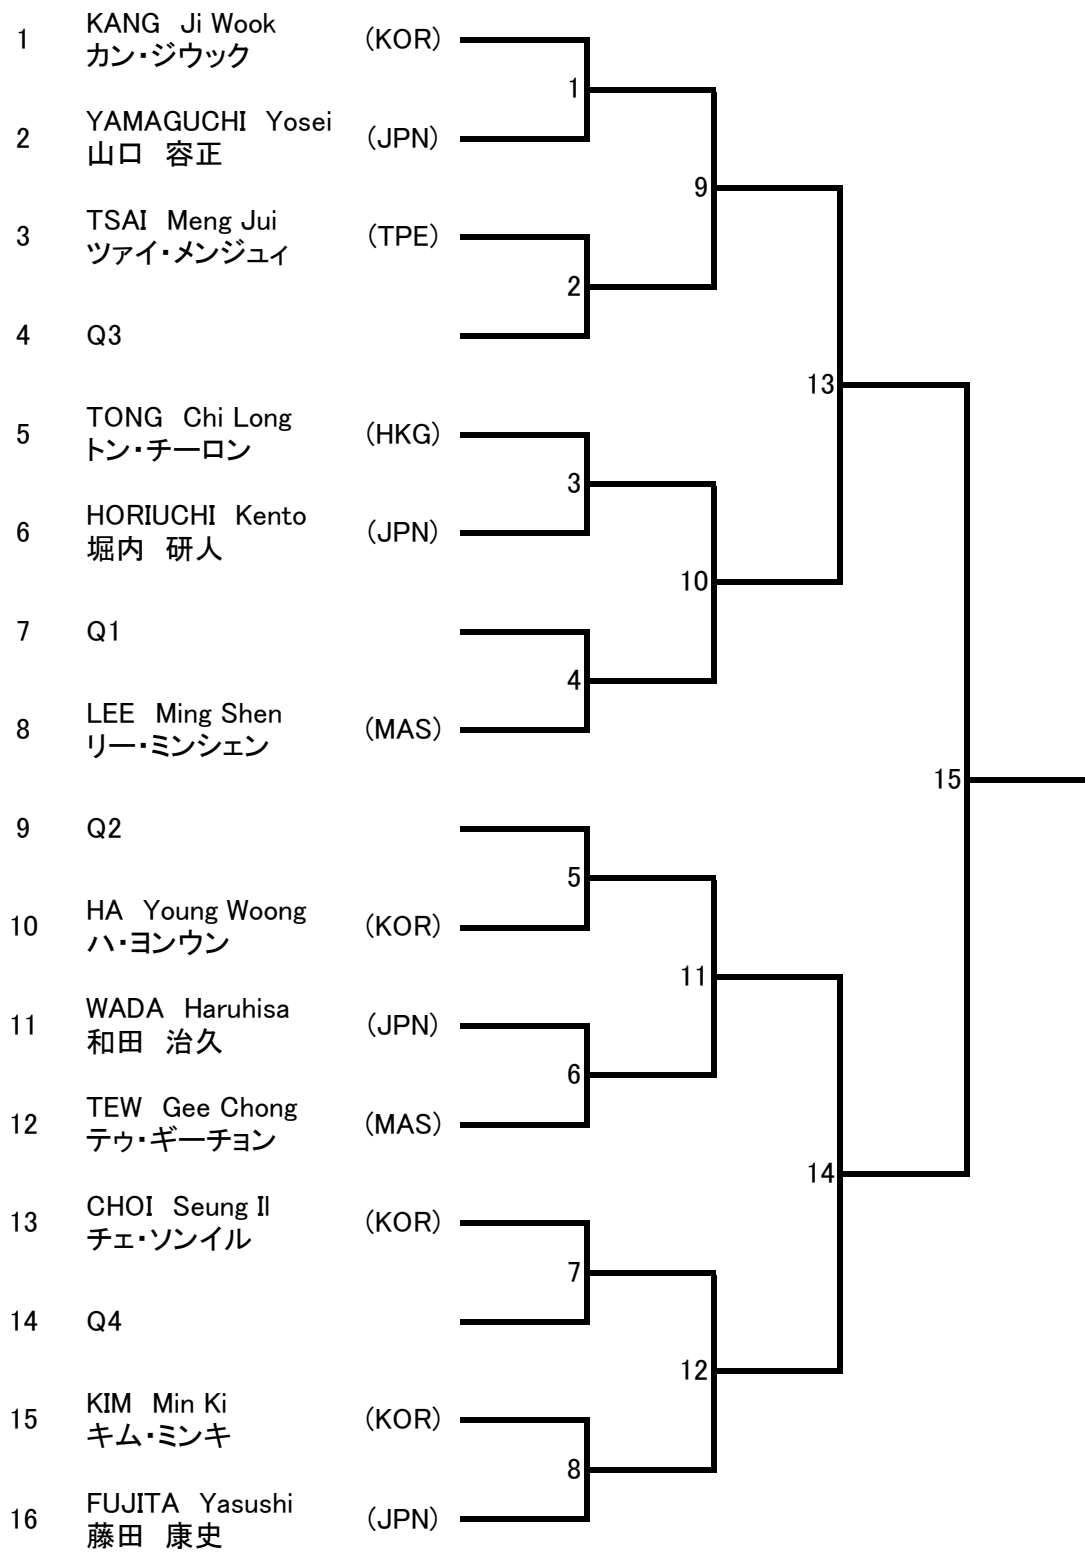 1 KANG Ji Wook (KOR)
カン・ジウック
1
2 YAMAGUCHI Yosei (JPN)
山口 容正
9
3 TSAI Meng Jui (TPE)
ツァイ・メンジュィ
2
4 Q3
13
5 TONG Chi Long (HKG)
トン・チーロン
3
6 HORIUCHI Kento (JPN)
堀内 研人
10
7 Q1
4
8 LEE Ming Shen (MAS)
リー・ミンシェン
15
9 Q2
5
10 HA Young Woong (KOR)
ハ・ヨンウン
11
11 WADA Haruhisa (JPN)
和田 治久
6
12 TEW Gee Chong (MAS)
テゥ・ギーチョン
14
13 CHOI Seung Il (KOR)
チェ・ソンイル
7
14 Q4
12
15 KIM Min Ki (KOR)
キム・ミンキ
8
16 FUJITA Yasushi (JPN)
藤田 康史